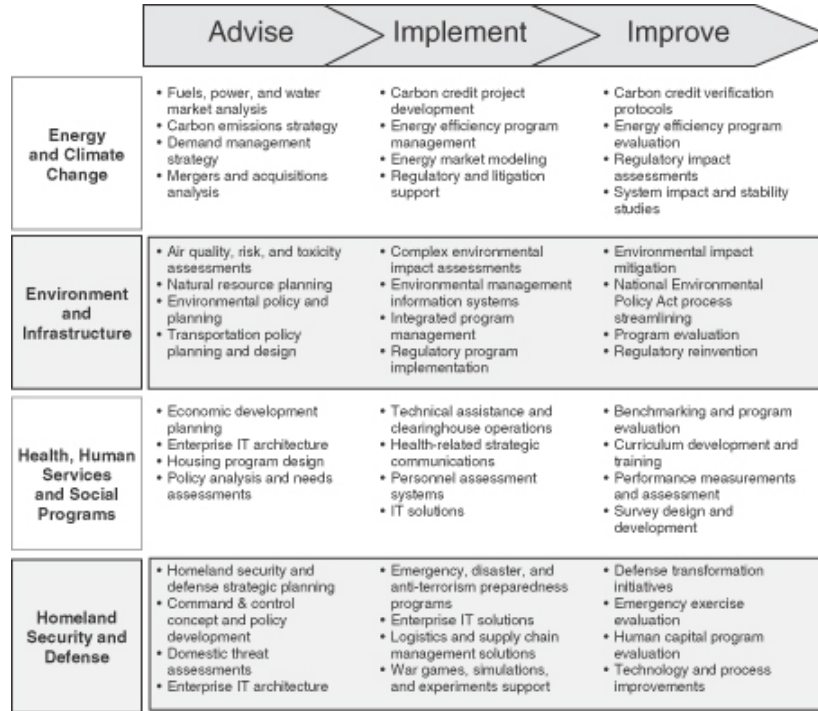 Advise
Implement
Improve
Energy
and Climate
Change
• Fuels, power, and water
market analysis
• Carbon emissions strategy
• Demand management
strategy
• Mergers and acquisitions
analysis
• Carbon credit project
development
• Energy efficiency program
management
• Energy market modeling
• Regulatory and litigation
support
• Carbon credit verification
protocols
• Energy efficiency program
evaluation
• Regulatory impact
assessments
• System impact and stability
studies
Environment
and
Infrastructure
• Air quality, risk, and toxicity
assessments
• Natural resource planning
• Environmental policy and
planning
• Transportation policy
planning and design
• Complex environmental
impact assessments
• Environmental management
information systems
• Integrated program
management
• Regulatory program
implementation
• Environmental impact
mitigation
• National Environmental
Policy Act process
streamlining
• Program evaluation
• Regulatory reinvention
Health, Human
Services
and Social
Programs
• Economic development
planning
• Enterprise IT architecture
• Housing program design
• Policy analysis and needs
assessments
• Technical assistance and
clearinghouse operations
• Health-related strategic
communications
• Personnel assessment
systems
• IT solutions
• Benchmarking and program
evaluation
• Curriculum development and
training
• Performance measurements
and assessment
• Survey design and
development
Homeland
Security and
Defense
• Homeland security and
defense strategic planning
• Command & control
concept and policy
development
• Domestic threat
assessments
• Enterprise IT architecture
• Emergency, disaster, and
anti-terrorism preparedness
programs
• Enterprise IT solutions
• Logistics and supply chain
management solutions
• War games, simulations,
and experiments support
• Defense transformation
initiatives
• Emergency exercise
evaluation
• Human capital program
evaluation
• Technology and process
improvements